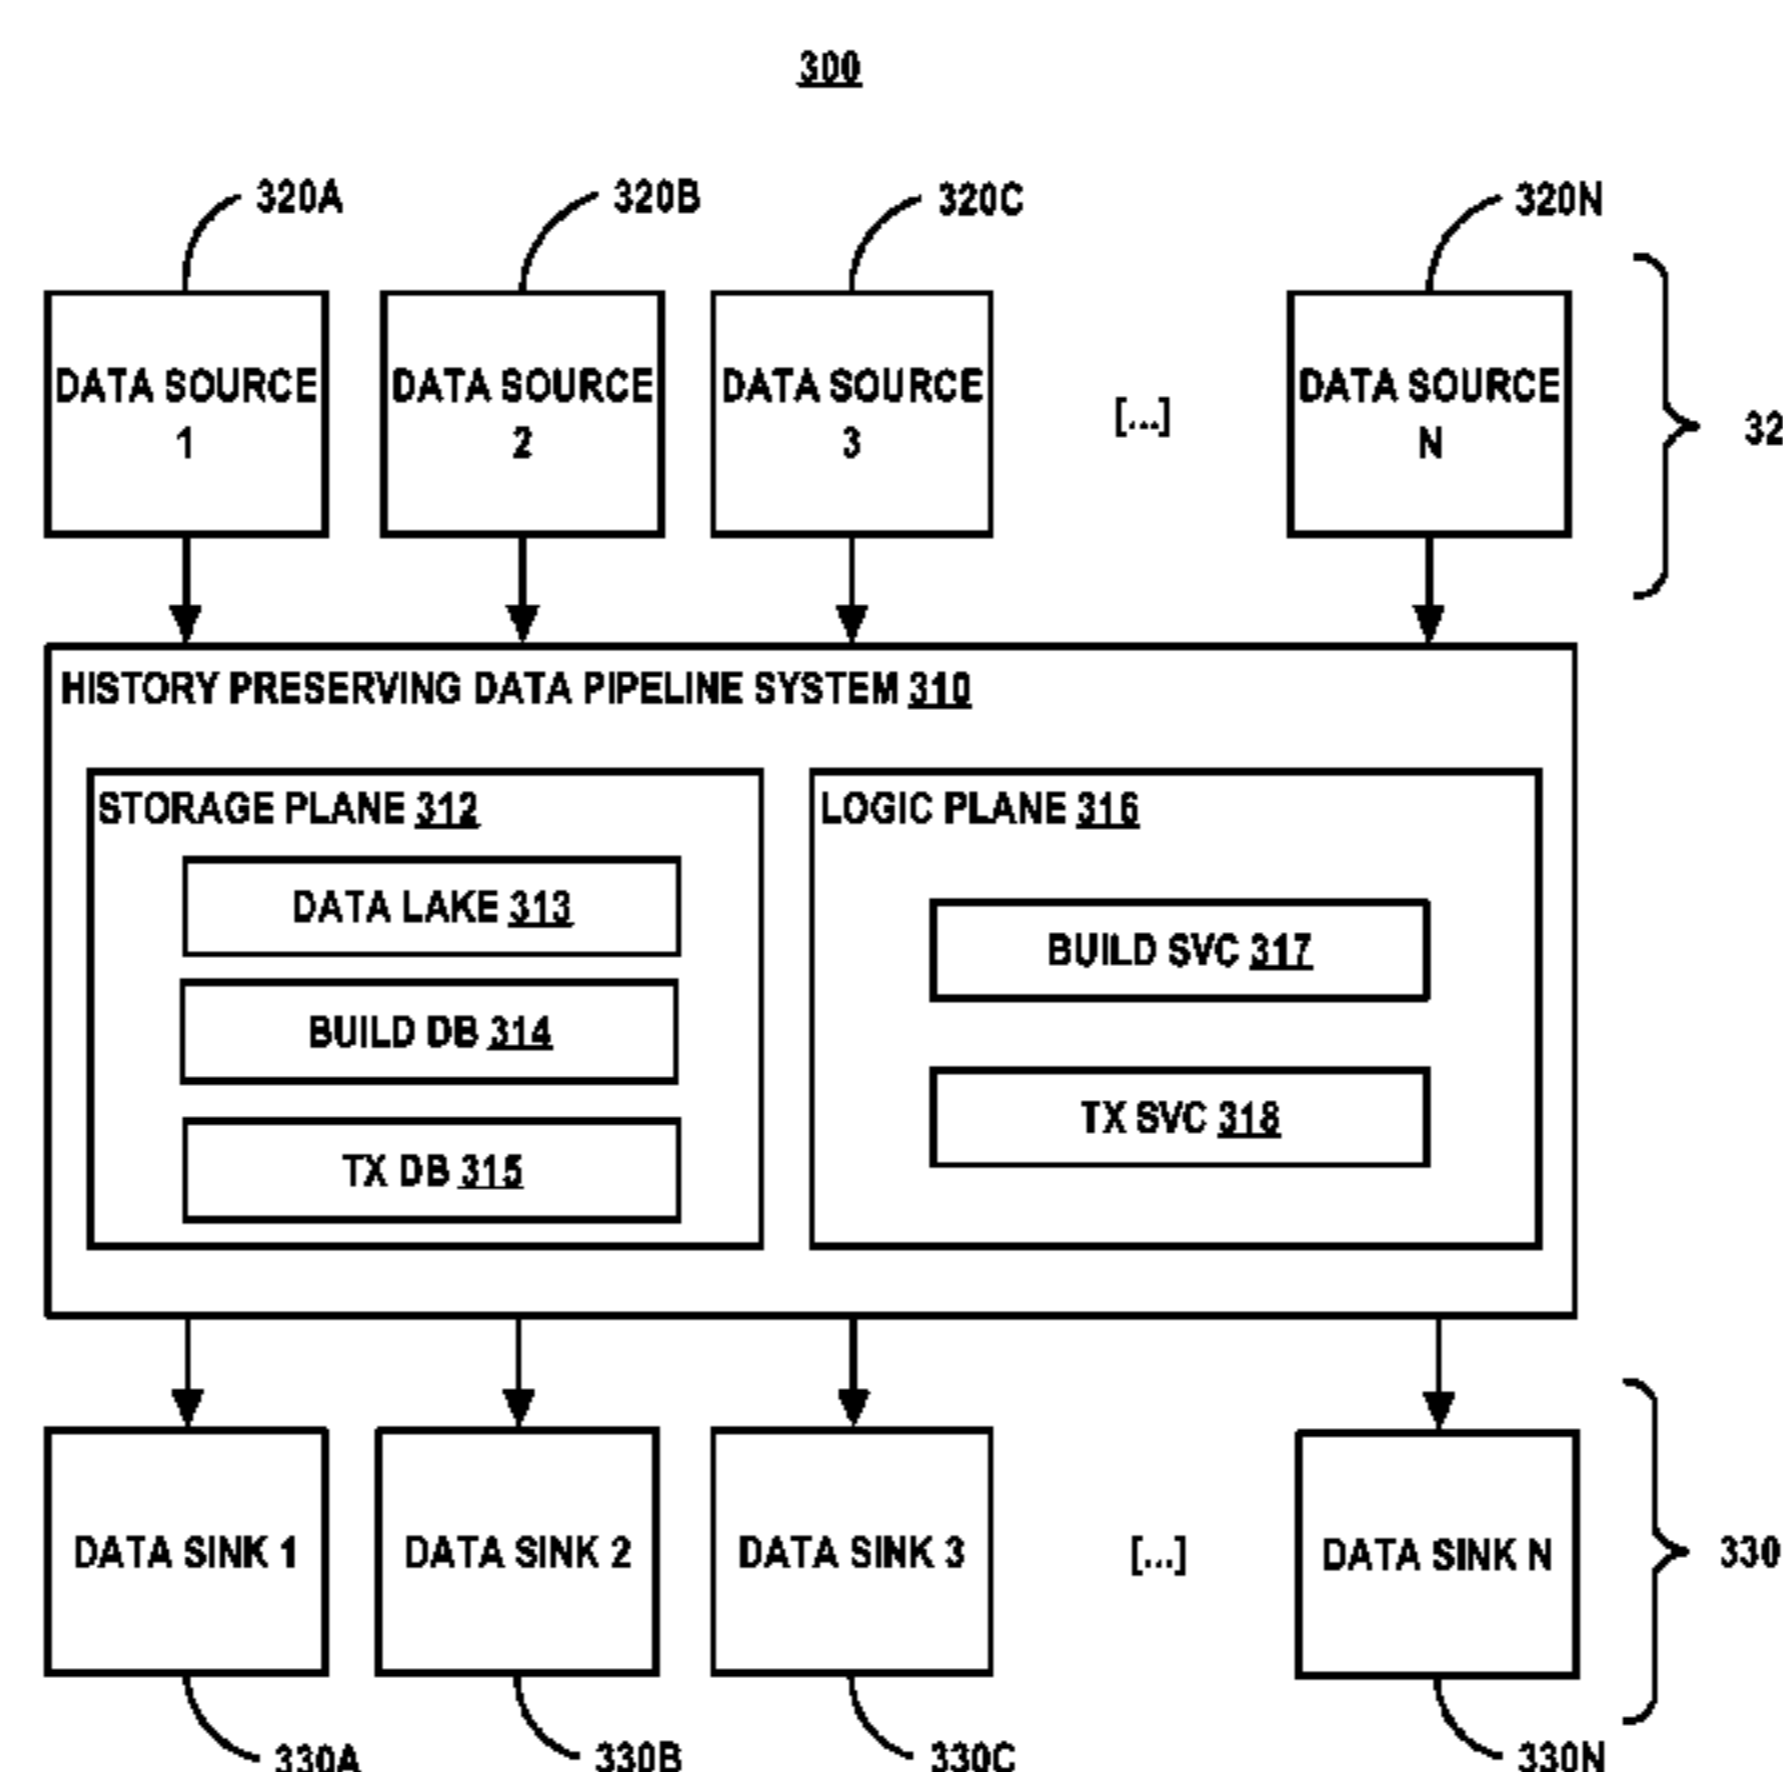 300
320A 320B 320C 320N
DATA SOURCE 1
DATA SOURCE 2
DATA SOURCE 3
[...]
DATA SOURCE N
32
HISTORY PRESERVING DATA PIPELINE SYSTEM 310
STORAGE PLANE 312
DATA LAKE 313
BUILD DB 314
TX DB 315
LOGIC PLANE 316
BUILD SVC 317
TX SVC 318
DATA SINK 1
DATA SINK 2
DATA SINK 3
[...]
DATA SINK N
330
330A 330B 330C 330N